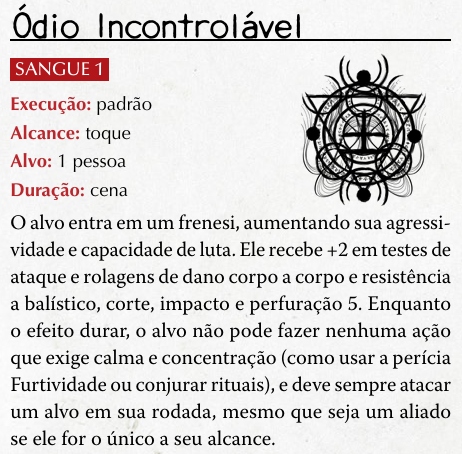 Ódio Incontrolável
SANGUE 1
Execução: padrão
Alcance: toque
Alvo: 1 pessoa
Duração: cena
O alvo entra em um frenesi, aumentando sua agressi-
vidade e capacidade de luta. Ele recebe +2 em testes de
ataque e rolagens de dano corpo a corpo e resistência
a balístico, corte, impacto e perfuração 5. Enquanto
o efeito durar, o alvo não pode fazer nenhuma ação
que exige calma e concentração (como usar a perícia
Furtividade ou conjurar rituais), e deve sempre atacar
um alvo em sua rodada, mesmo que seja um aliado
se ele for o único a seu alcance.